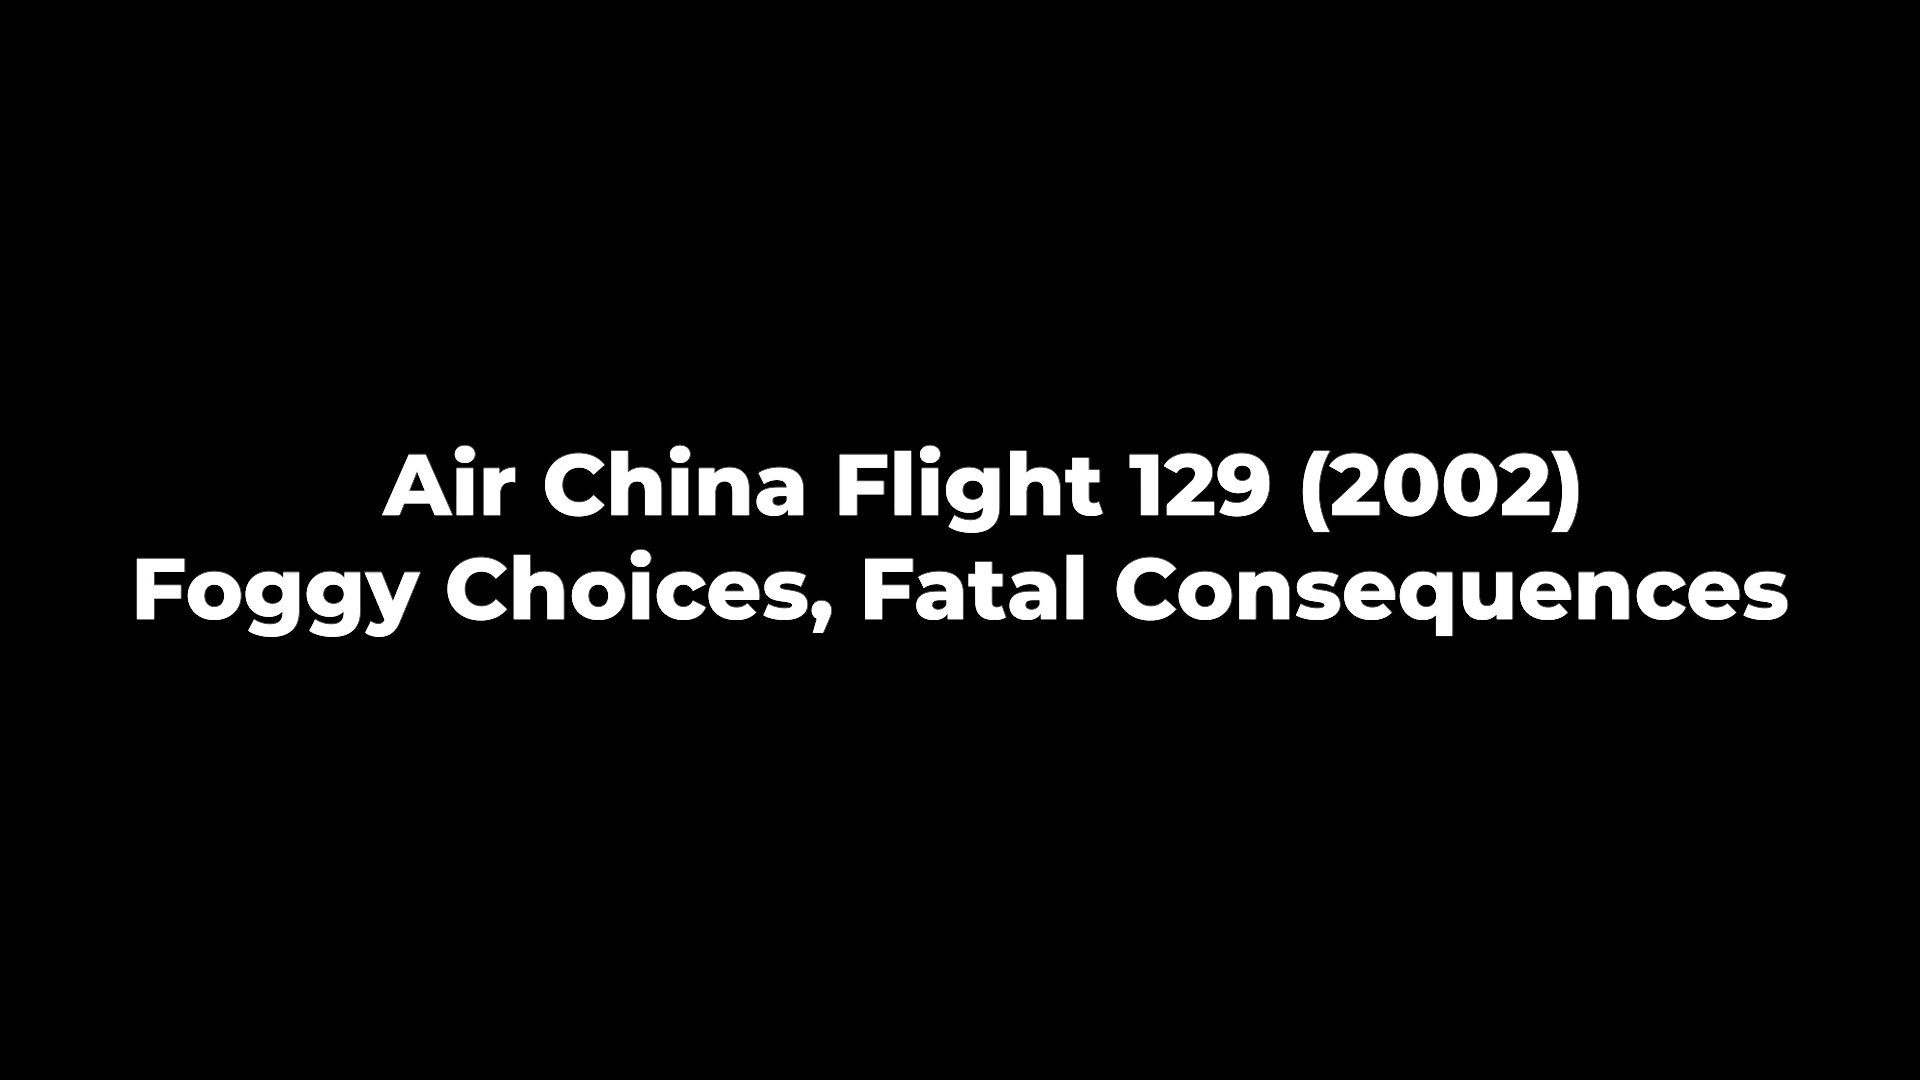 Air China Flight 129 (2002)
Foggy Choices, Fatal Consequences